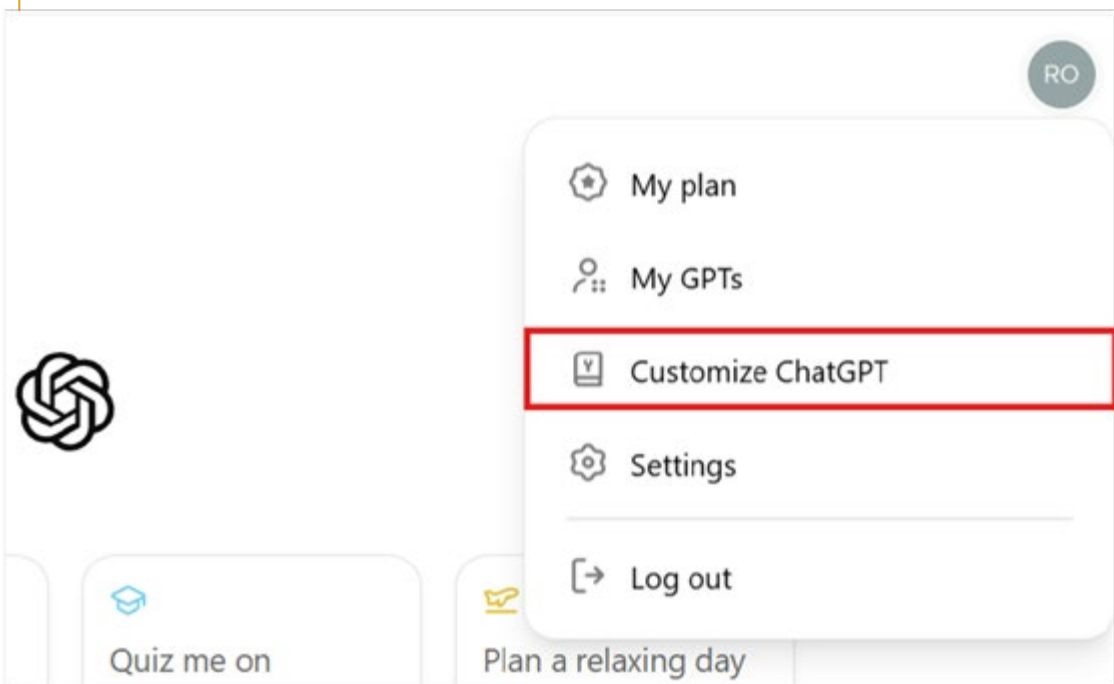 RO
My plan
My GPTs
Customize ChatGPT
Settings
Log out
Quiz me on
Plan a relaxing day